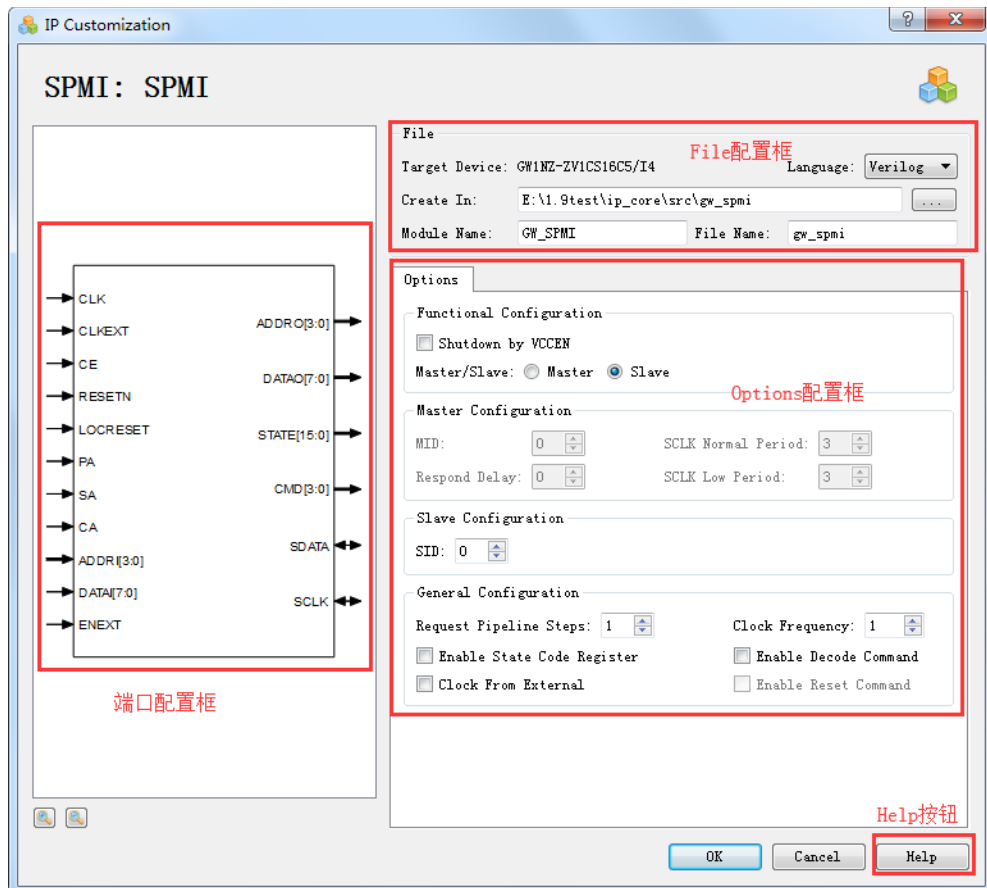 IP Customization
SPMI: SPMI
File
File配置框
Target Device: GW1NZ-ZV1CS16C5/I4 Language: Verilog
Create In: E:\1.9test\ip_core\src\gw_spmi ...
Module Name: GW_SPMI File Name: gw_spmi
CLK
CLKEXT
CE
RESETN
LOCRESET
PA
SA
CA
ADDRI[3:0]
DATAI[7:0]
ENEXT
ADDRO[3:0]
DATAO[7:0]
STATE[15:0]
CMD[3:0]
SDATA
SCLK
端口配置框
Options
Functional Configuration
Shutdown by VCCEN
Master/Slave: Master Slave
Options配置框
Master Configuration
MID: 0 SCLK Normal Period: 3
Respond Delay: 0 SCLK Low Period: 3
Slave Configuration
SID: 0
General Configuration
Request Pipeline Steps: 1 Clock Frequency: 1
Enable State Code Register Enable Decode Command
Clock From External Enable Reset Command
Help按钮
OK Cancel Help